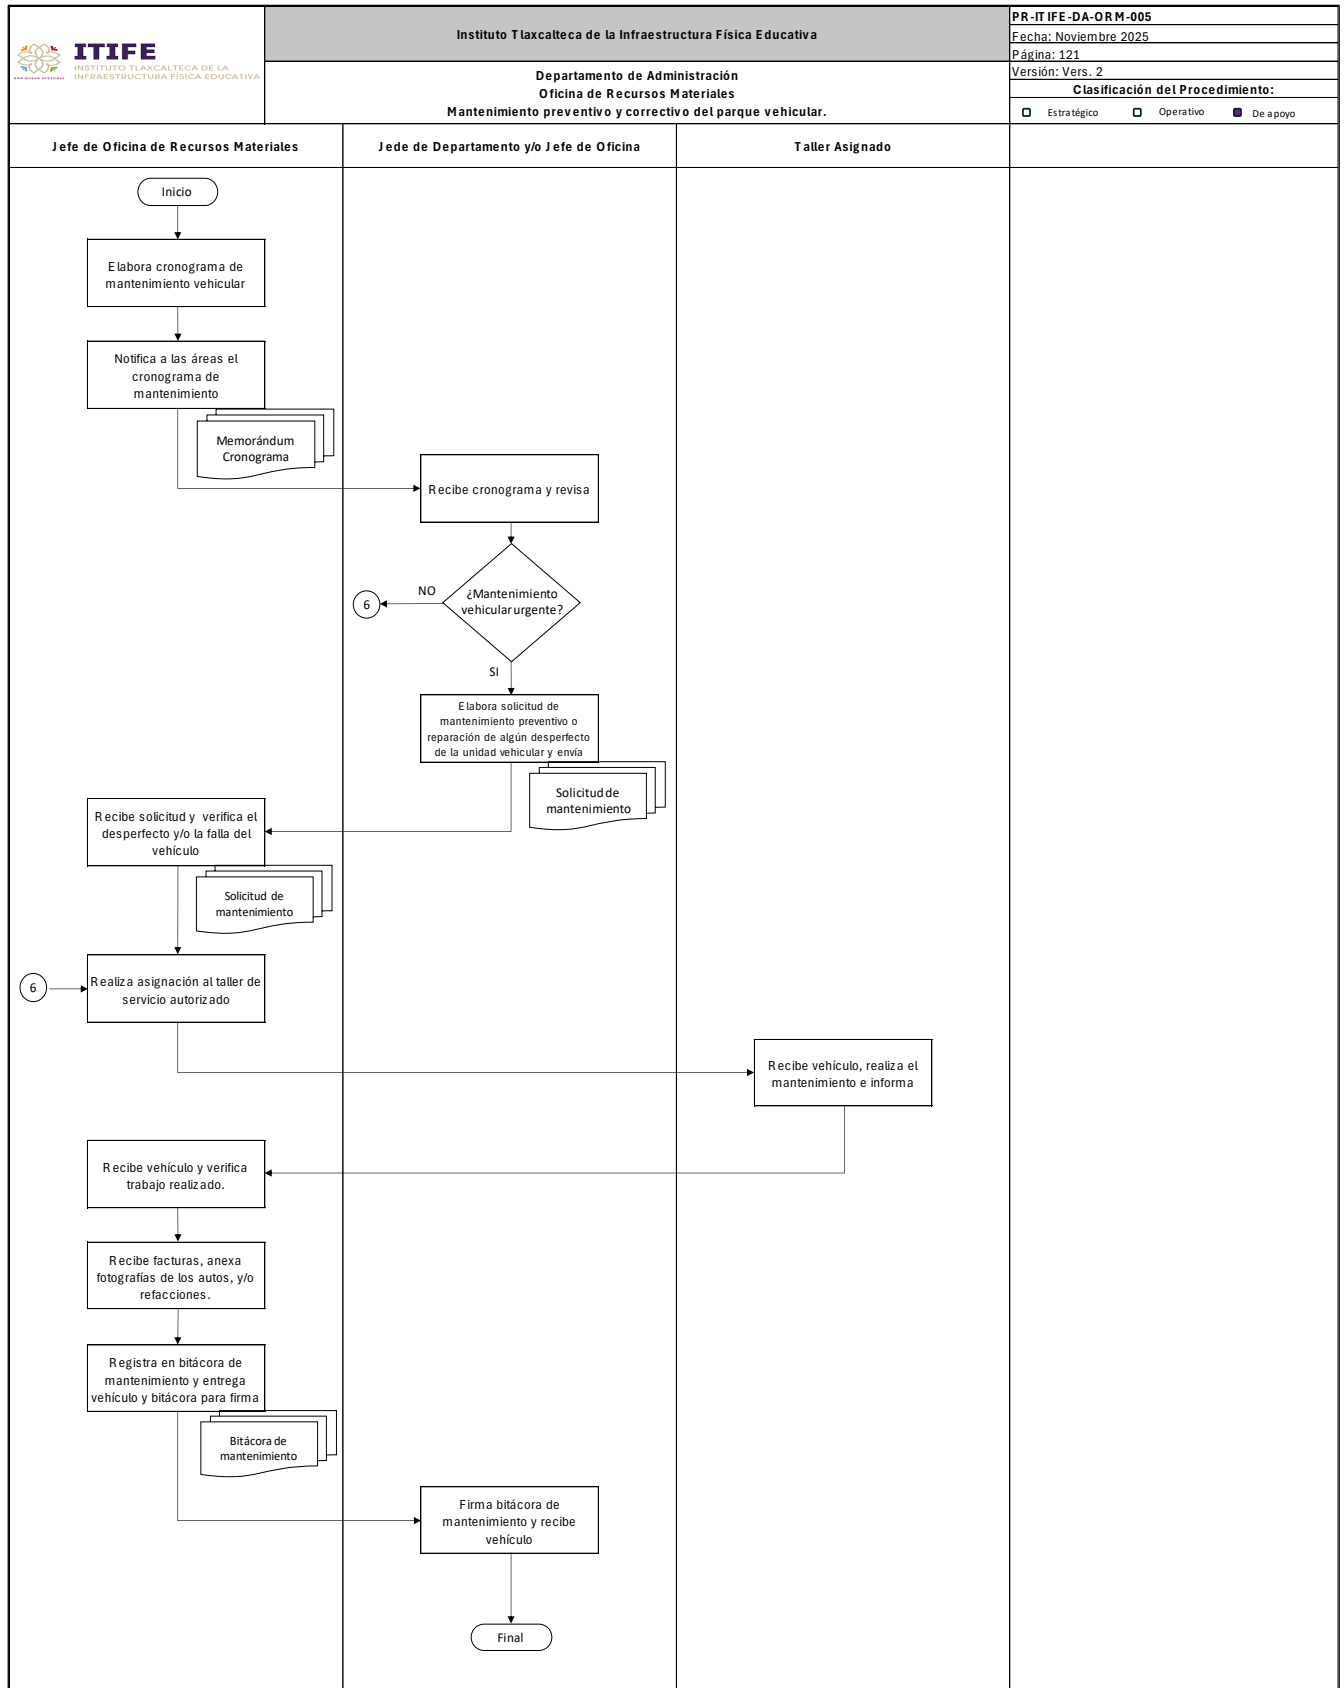 ITIFE
INSTITUTO TLAXCALTECA DE LA
INFRAESTRUCTURA FÍSICA EDUCATIVA
UNA NUEVA HISTORIA
Instituto Tlaxcalteca de la Infraestructura Física Educativa
Departamento de Administración
Oficina de Recursos Materiales
Mantenimiento preventivo y correctivo del parque vehicular.
PR-ITIFE-DA-ORM-005
Fecha: Noviembre 2025
Página: 121
Versión: Vers. 2
Clasificación del Procedimiento:
Estratégico Operativo De apoyo
Jefe de Oficina de Recursos Materiales
Jede de Departamento y/o Jefe de Oficina
Taller Asignado
Inicio
Elabora cronograma de
mantenimiento vehicular
Notifica a las áreas el
cronograma de
mantenimiento
Memorándum
Cronograma
Recibe cronograma y revisa
¿Mantenimiento
vehicular urgente?
NO
6
SI
Elabora solicitud de
mantenimiento preventivo o
reparación de algún desperfecto
de la unidad vehicular y envía
Solicitud de
mantenimiento
Recibe solicitud y verifica el
desperfecto y/o la falla del
vehículo
Solicitud de
mantenimiento
6
Realiza asignación al taller de
servicio autorizado
Recibe vehículo, realiza el
mantenimiento e informa
Recibe vehículo y verifica
trabajo realizado.
Recibe facturas, anexa
fotografías de los autos, y/o
refacciones.
Registra en bitácora de
mantenimiento y entrega
vehículo y bitácora para firma
Bitácora de
mantenimiento
Firma bitácora de
mantenimiento y recibe
vehículo
Final